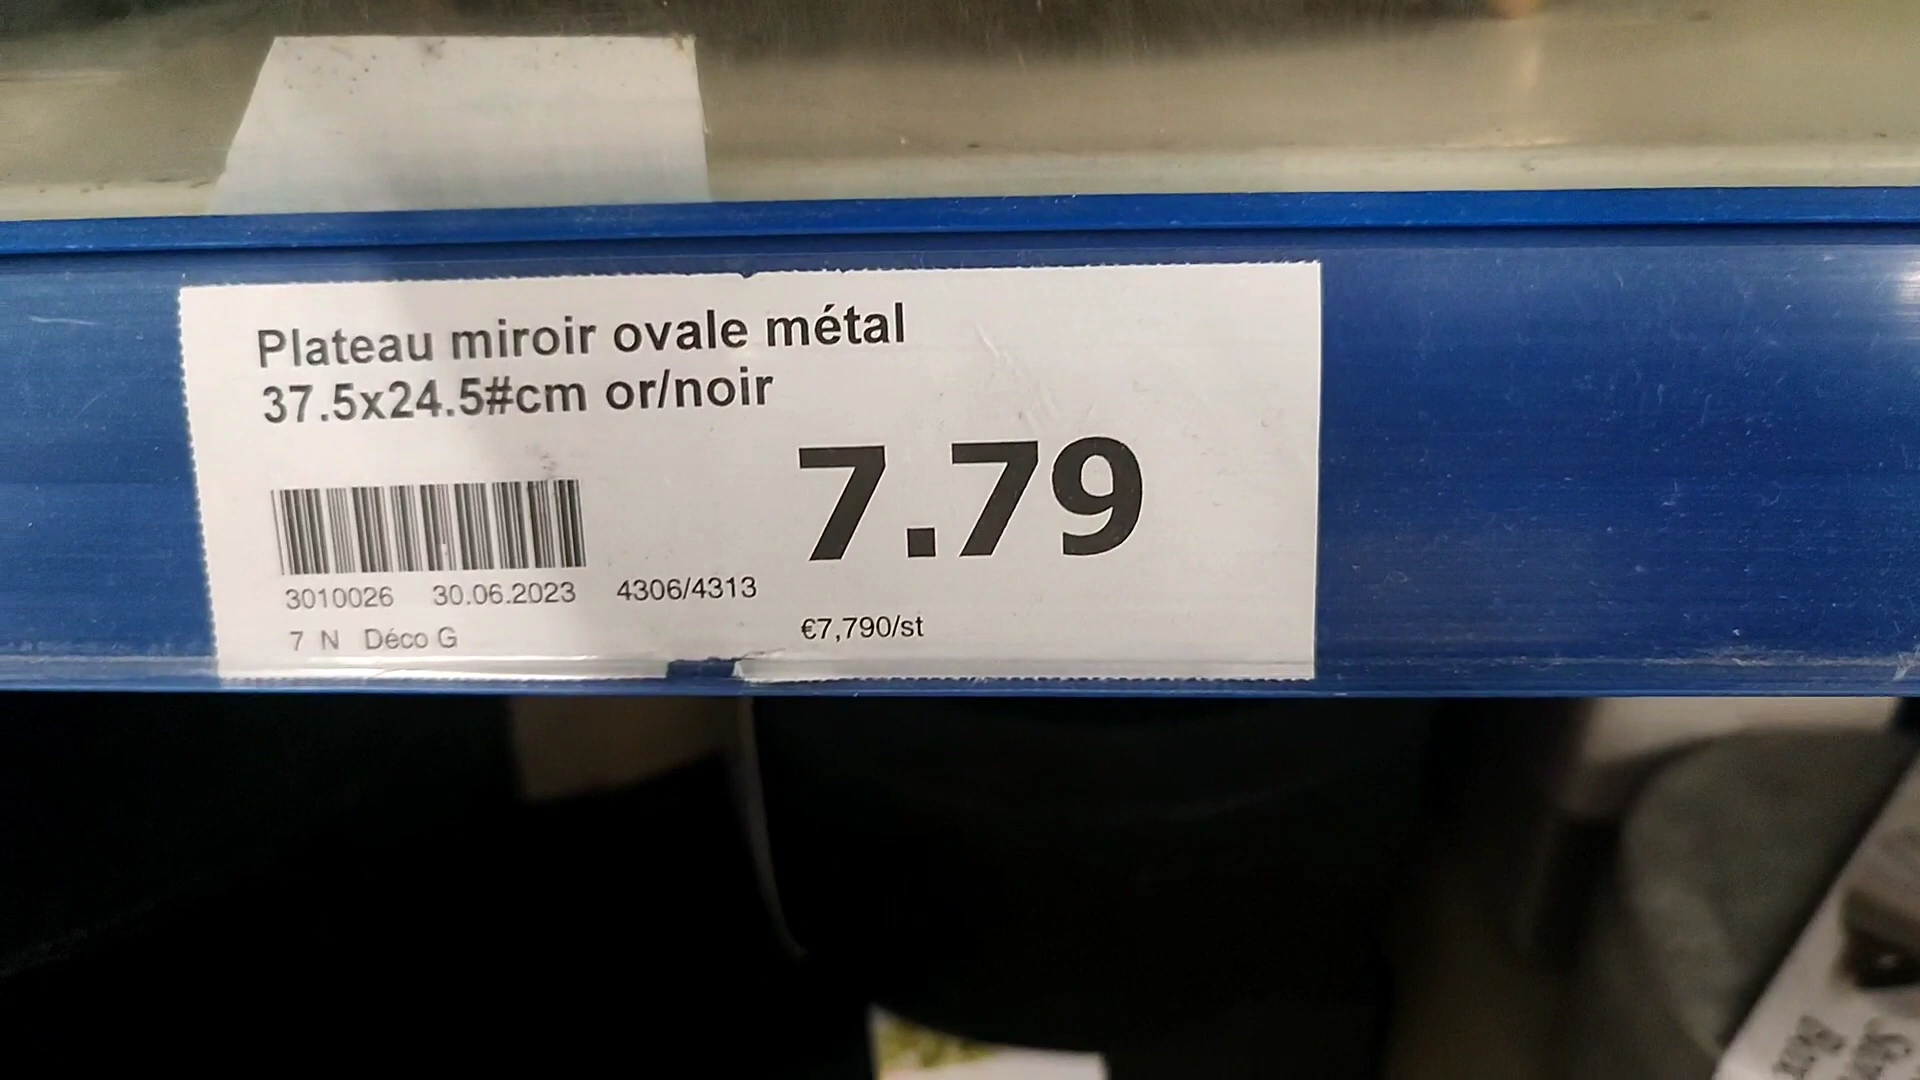 Plateau miroir ovale métal
37.5x24.5#cm or/noir
7.79
3010026 30.06.2023 4306/4313
7 N Déco G
€7,790/st